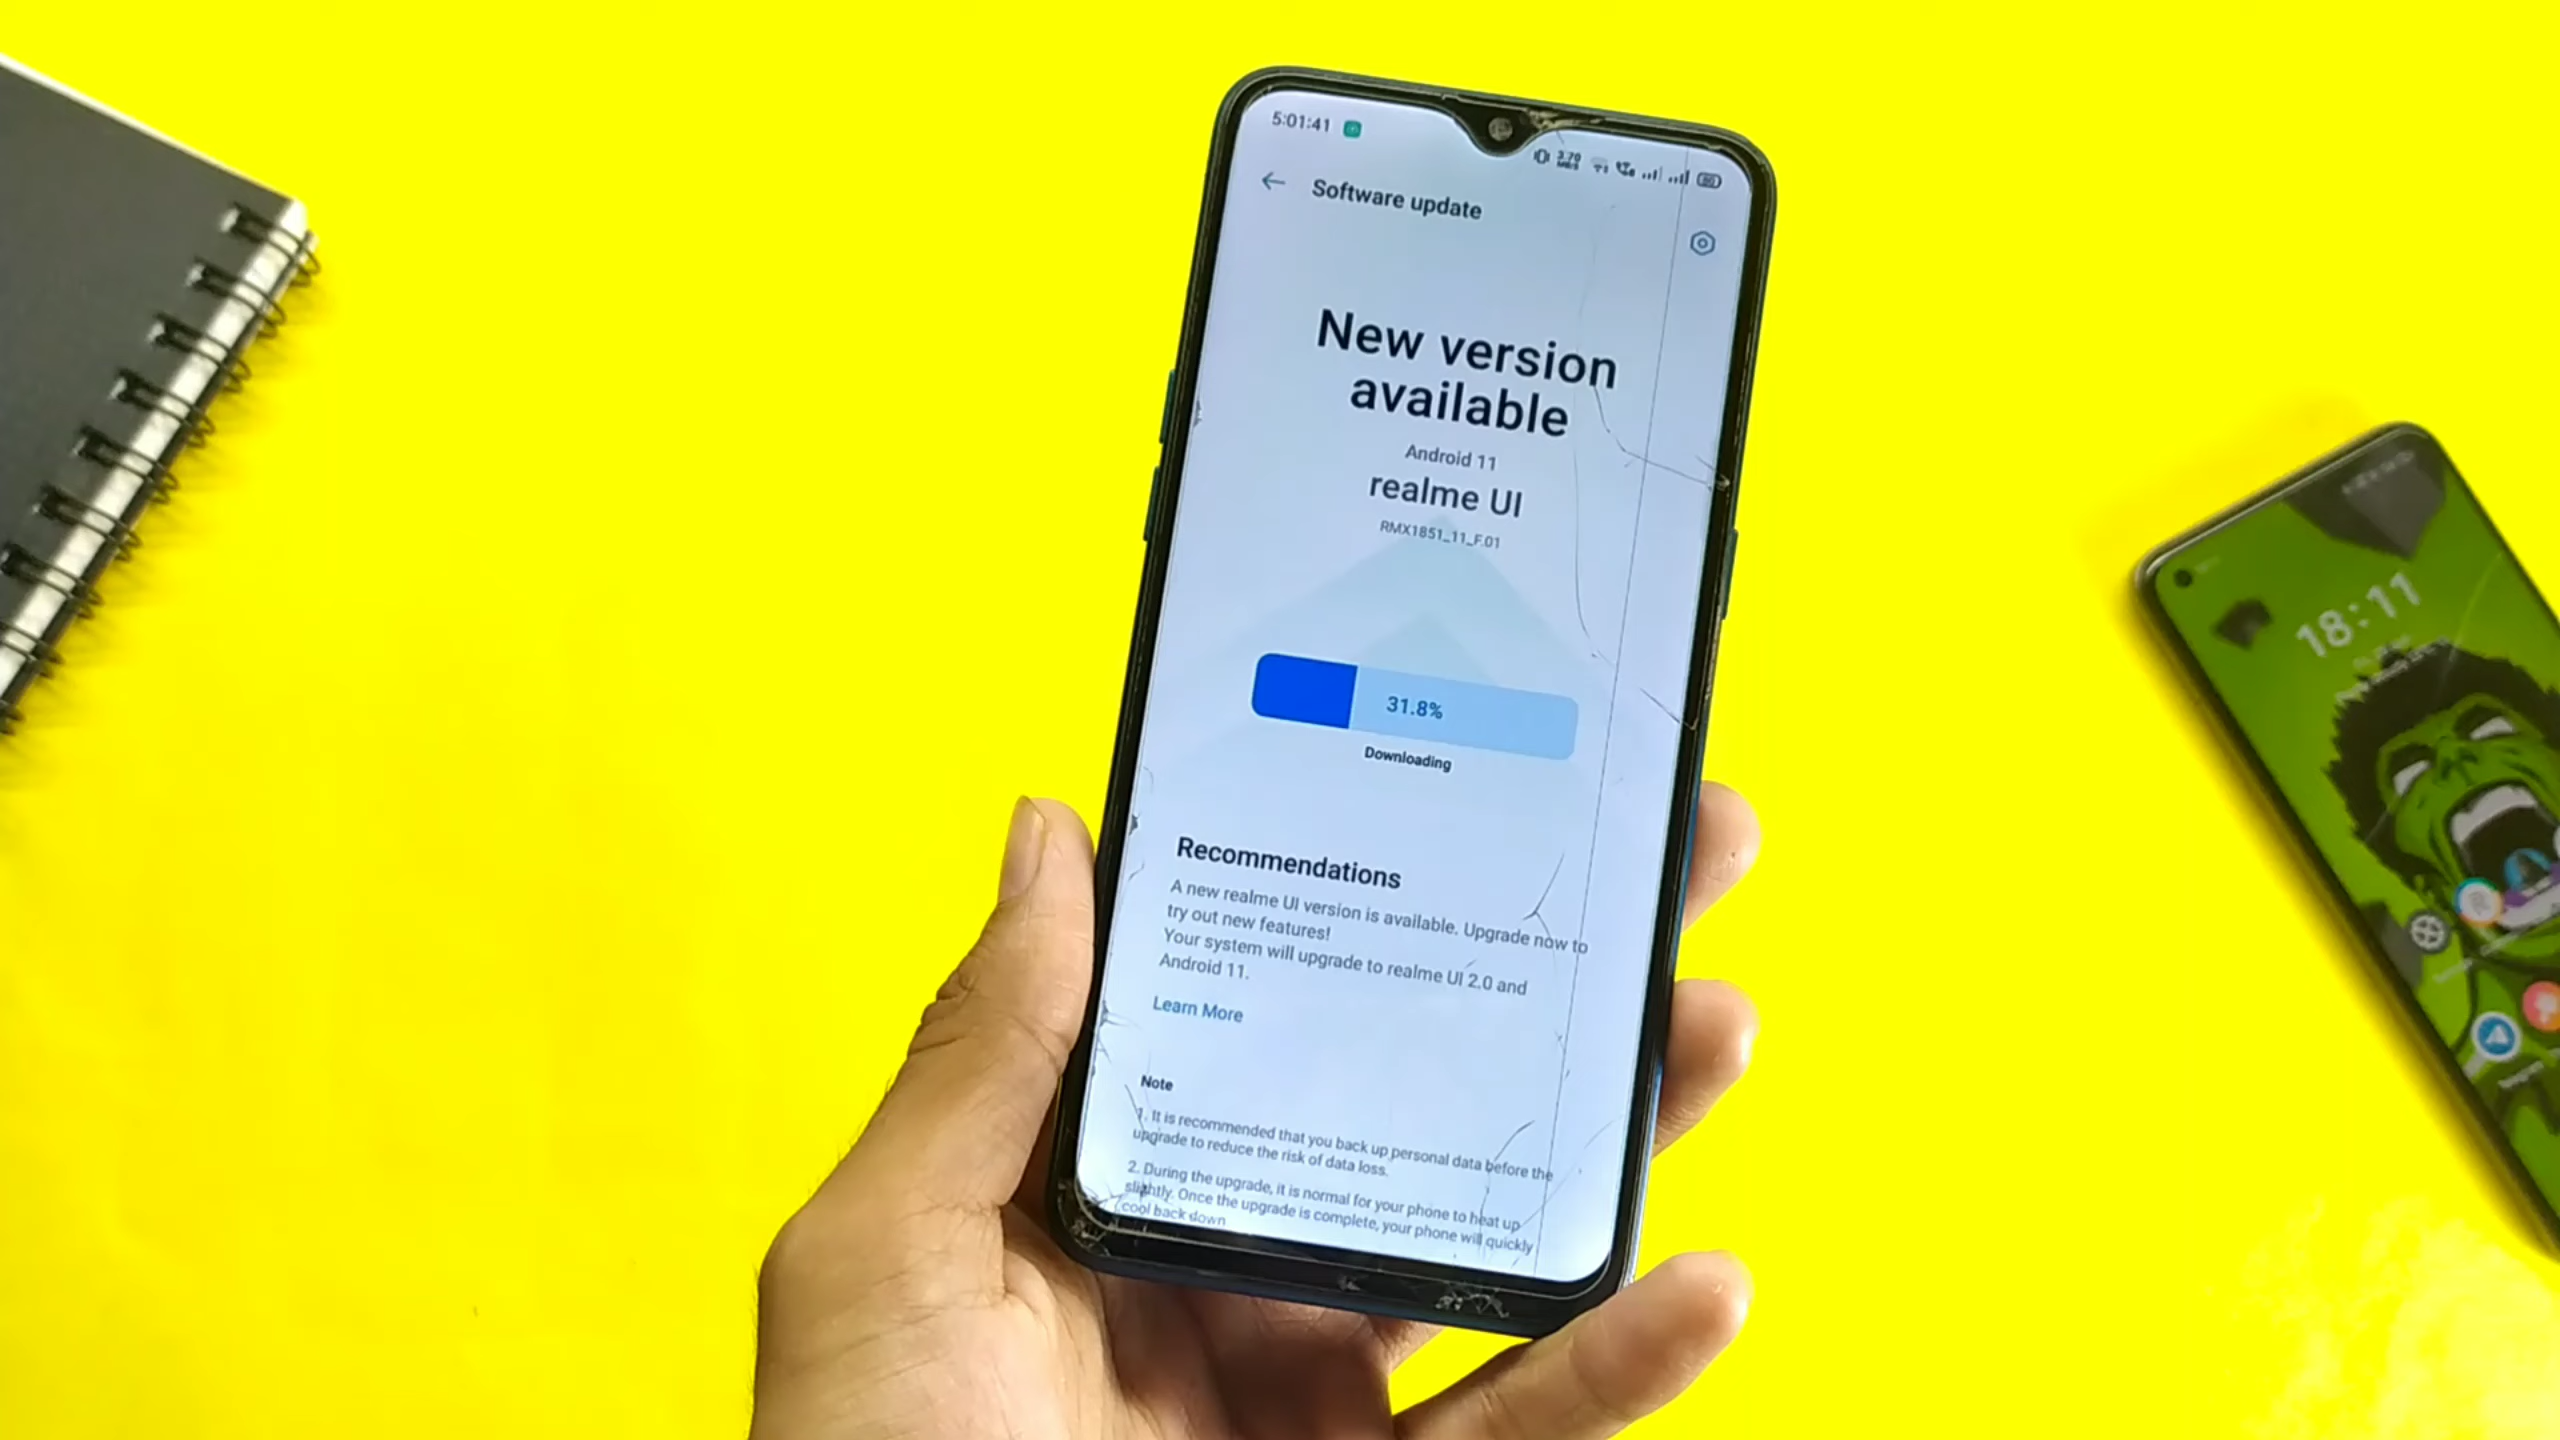 5:01:41
3.70
Software update
New version
available
Android 11
realme UI
RMX1851_11_F.01
31.8%
Downloading
Recommendations
A new realme UI version is available. Upgrade now to
try out new features!
Your system will upgrade to realme UI 2.0 and
Android 11.
Learn More
Note
1. It is recommended that you back up personal data before the
upgrade to reduce the risk of data loss.
2. During the upgrade, it is normal for your phone to heat up
slightly. Once the upgrade is complete, your phone will quickly
cool back down
18:11